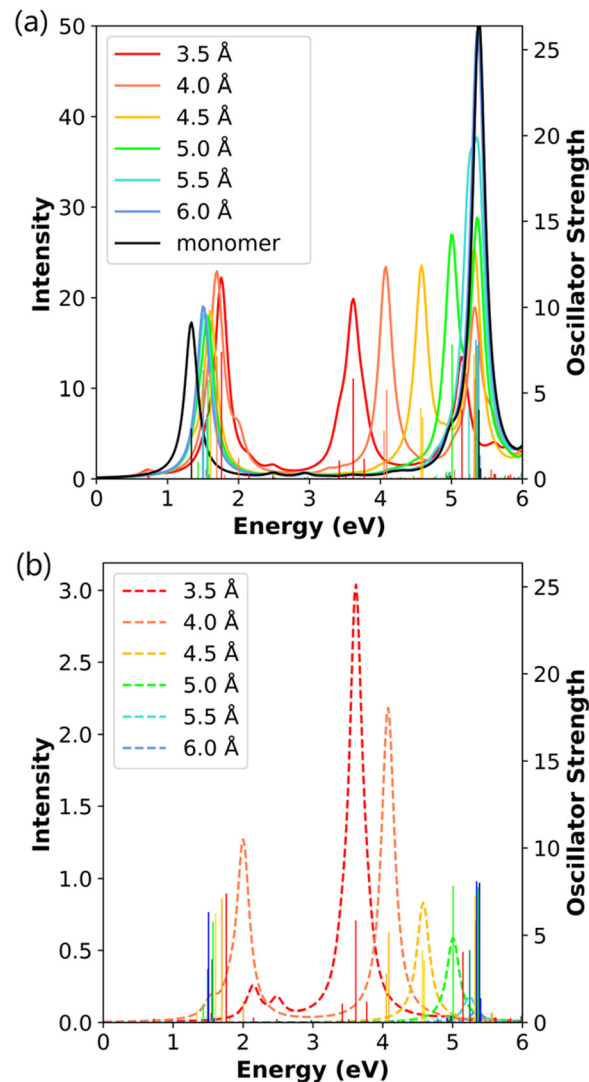 (a)
50
40
30
20
10
0
Intensity
3.5 Å
4.0 Å
4.5 Å
5.0 Å
5.5 Å
6.0 Å
monomer
25
20
15
10
5
0
Oscillator Strength
0 1 2 3 4 5 6
Energy (eV)
(b)
3.0
2.5
2.0
1.5
1.0
0.5
0.0
Intensity
3.5 Å
4.0 Å
4.5 Å
5.0 Å
5.5 Å
6.0 Å
25
20
15
10
5
0
Oscillator Strength
0 1 2 3 4 5 6
Energy (eV)